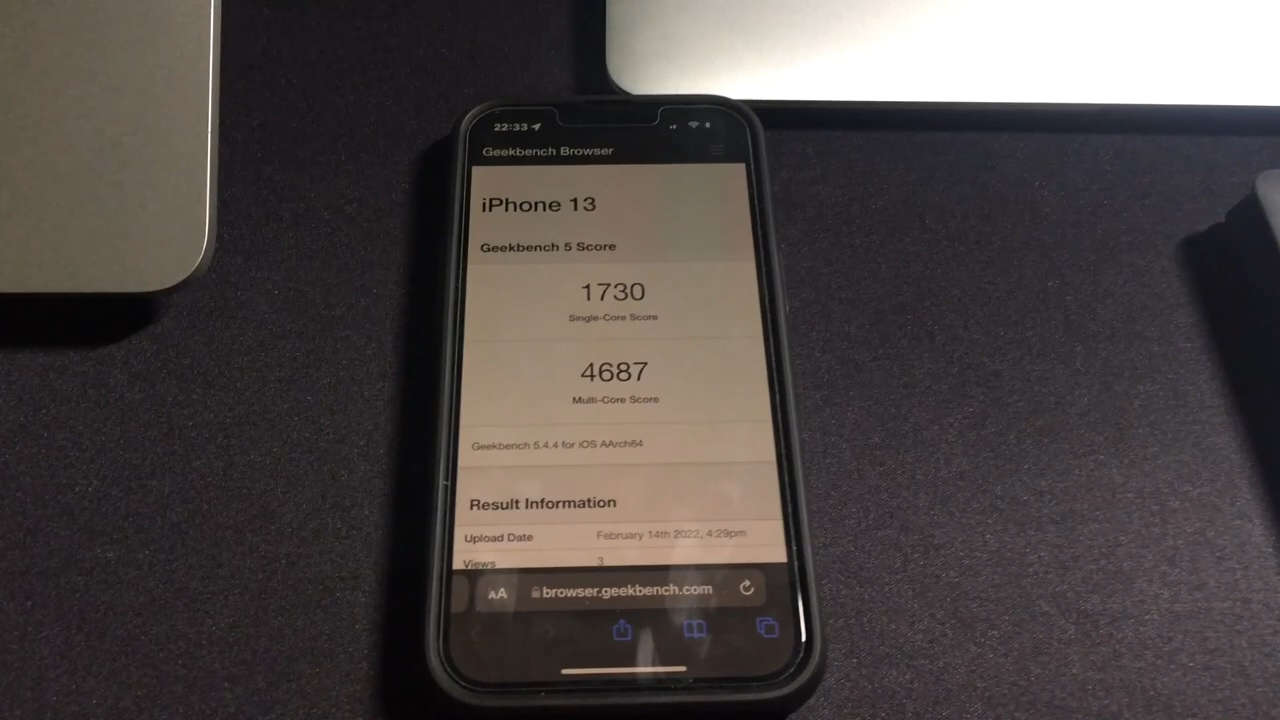 22:33
Geekbench Browser
iPhone 13
Geekbench 5 Score
1730
Single-Core Score
4687
Multi-Core Score
Geekbench 5.4.4 for iOS AArch64
Result Information
Upload Date February 14th 2022, 4:29pm
Views 3
AA browser.geekbench.com